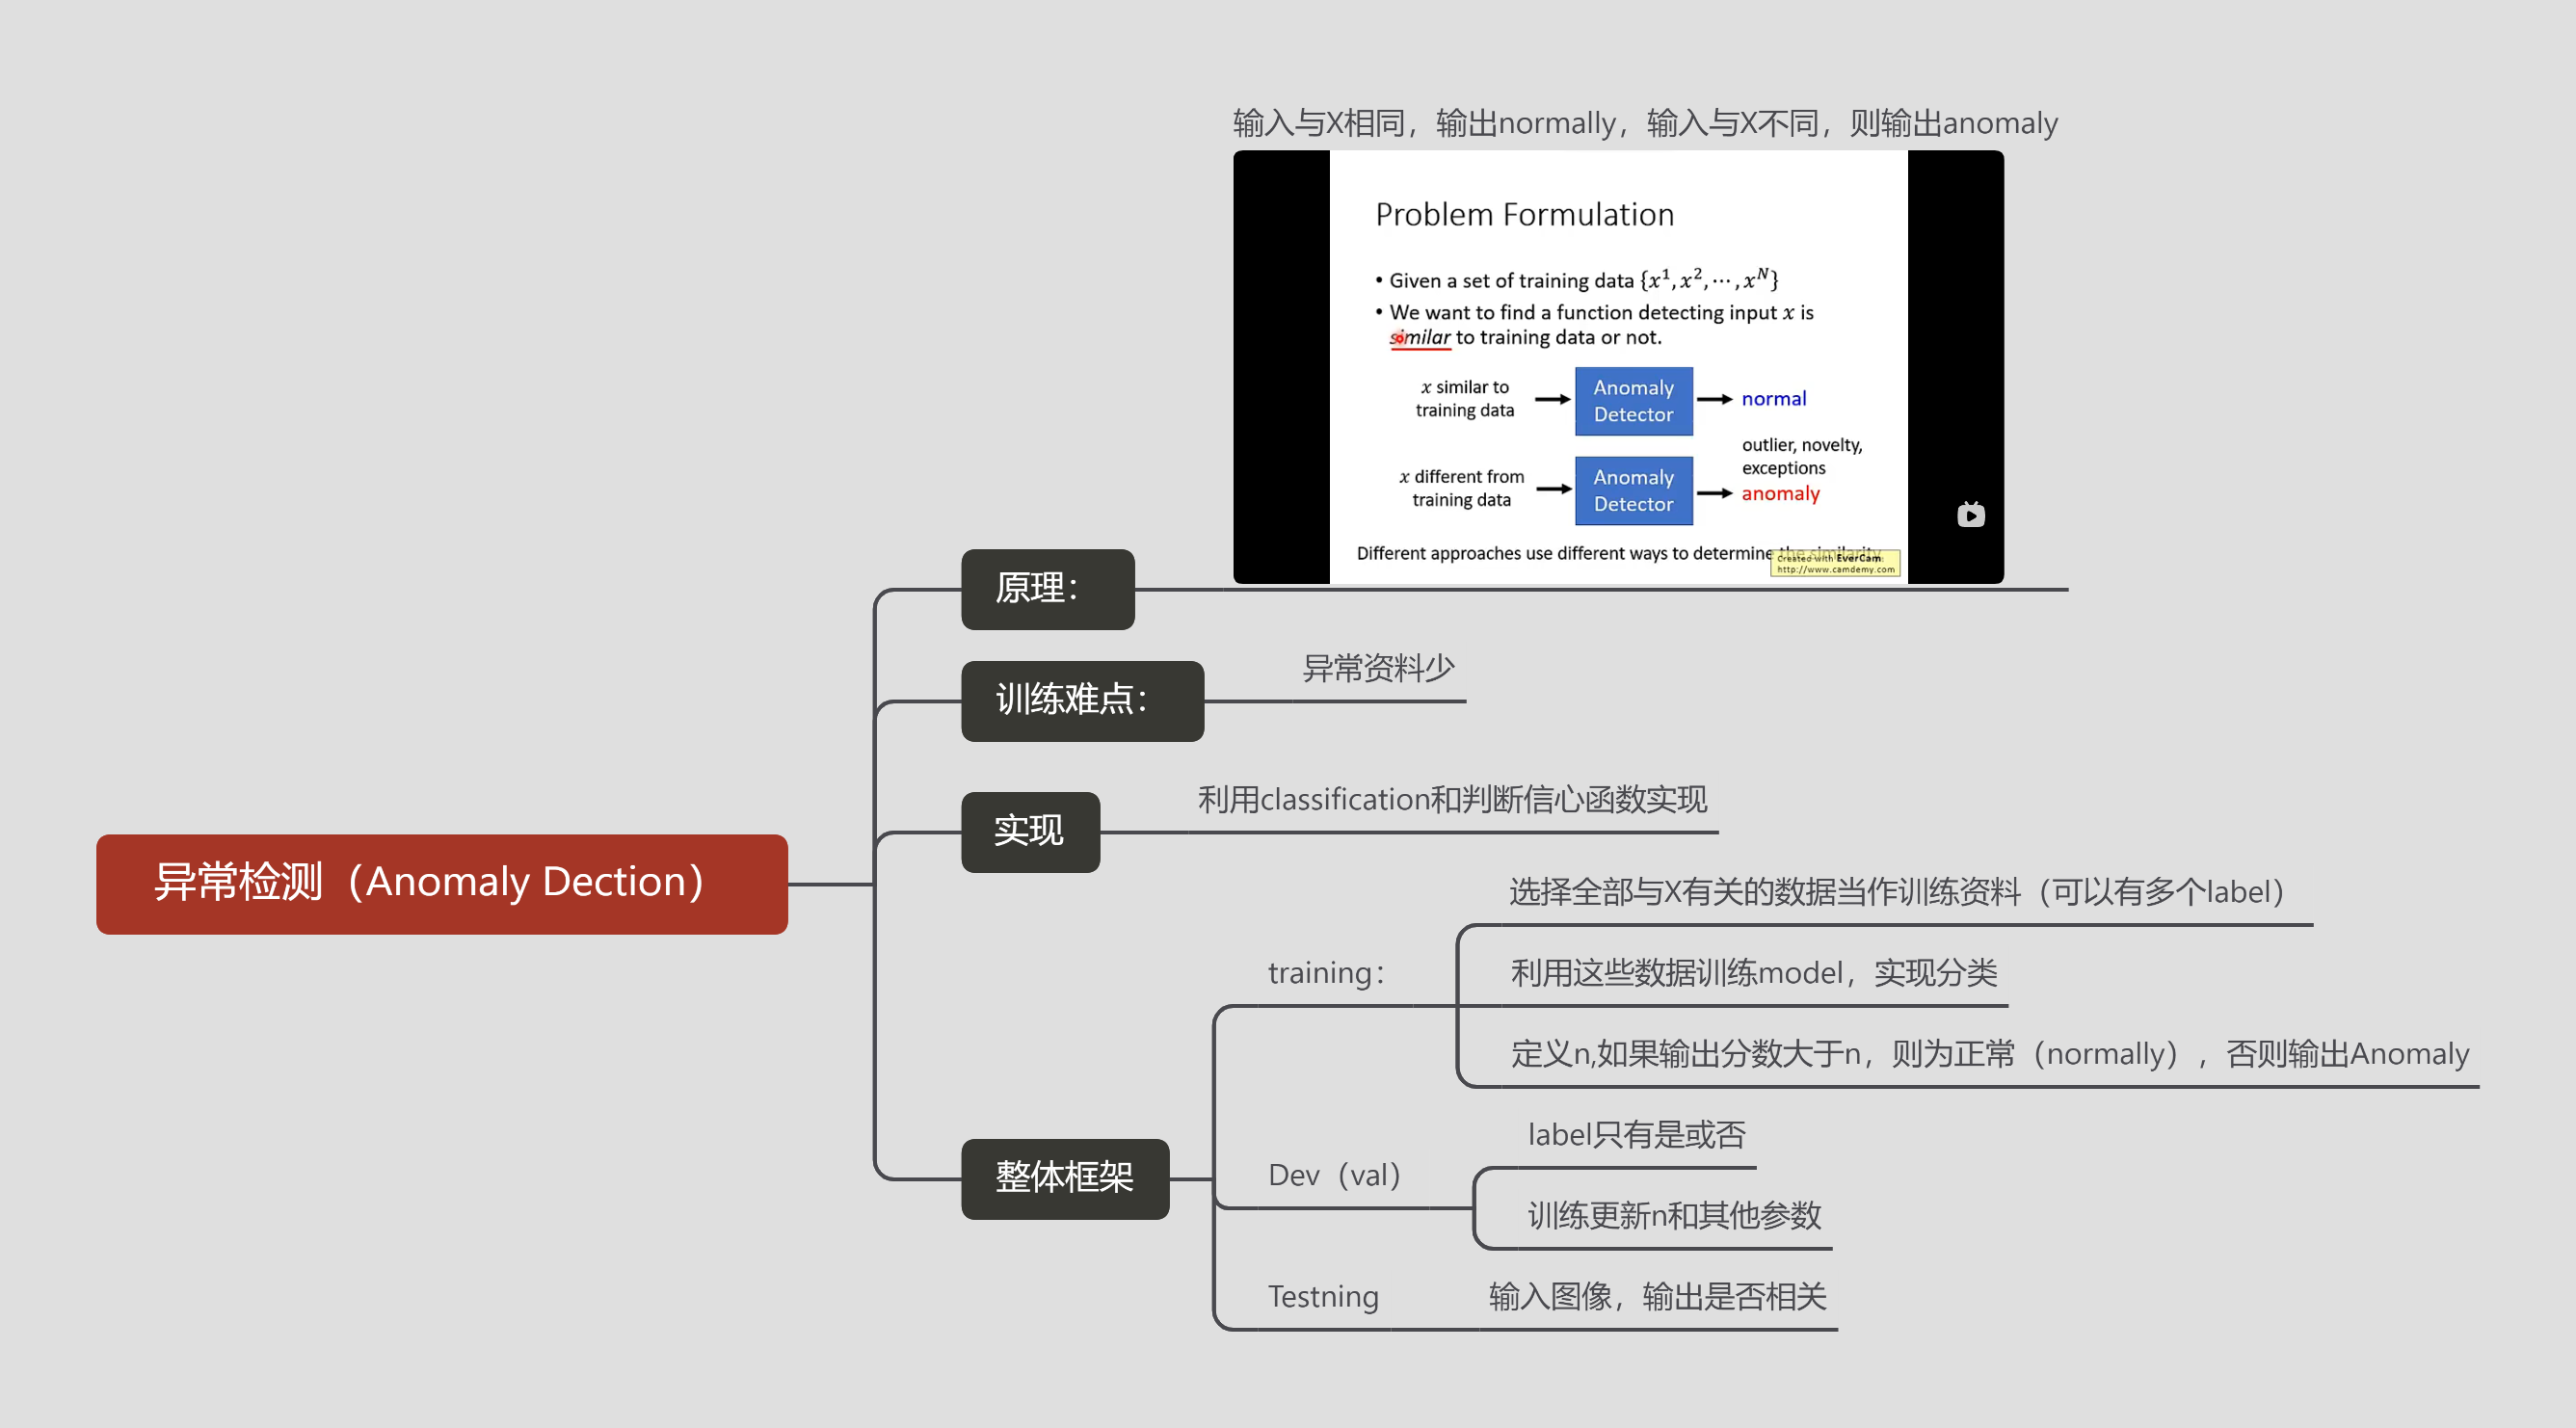 输入与X相同，输出normally，输入与X不同，则输出anomaly
Problem Formulation
• Given a set of training data {x¹, x², ⋯, xᴺ}
• We want to find a function detecting input x is
similar to training data or not.
x similar to
training data
Anomaly
Detector
normal
x different from
training data
Anomaly
Detector
outlier, novelty,
exceptions
anomaly
Different approaches use different ways to determine the similarity.
Created with EverCam.
http://www.camdemy.com
原理：
训练难点：
异常资料少
实现
利用classification和判断信心函数实现
异常检测（Anomaly Dection）
整体框架
training：
选择全部与X有关的数据当作训练资料（可以有多个label）
利用这些数据训练model，实现分类
定义n,如果输出分数大于n，则为正常（normally），否则输出Anomaly
Dev（val）
label只有是或否
训练更新n和其他参数
Testning
输入图像，输出是否相关